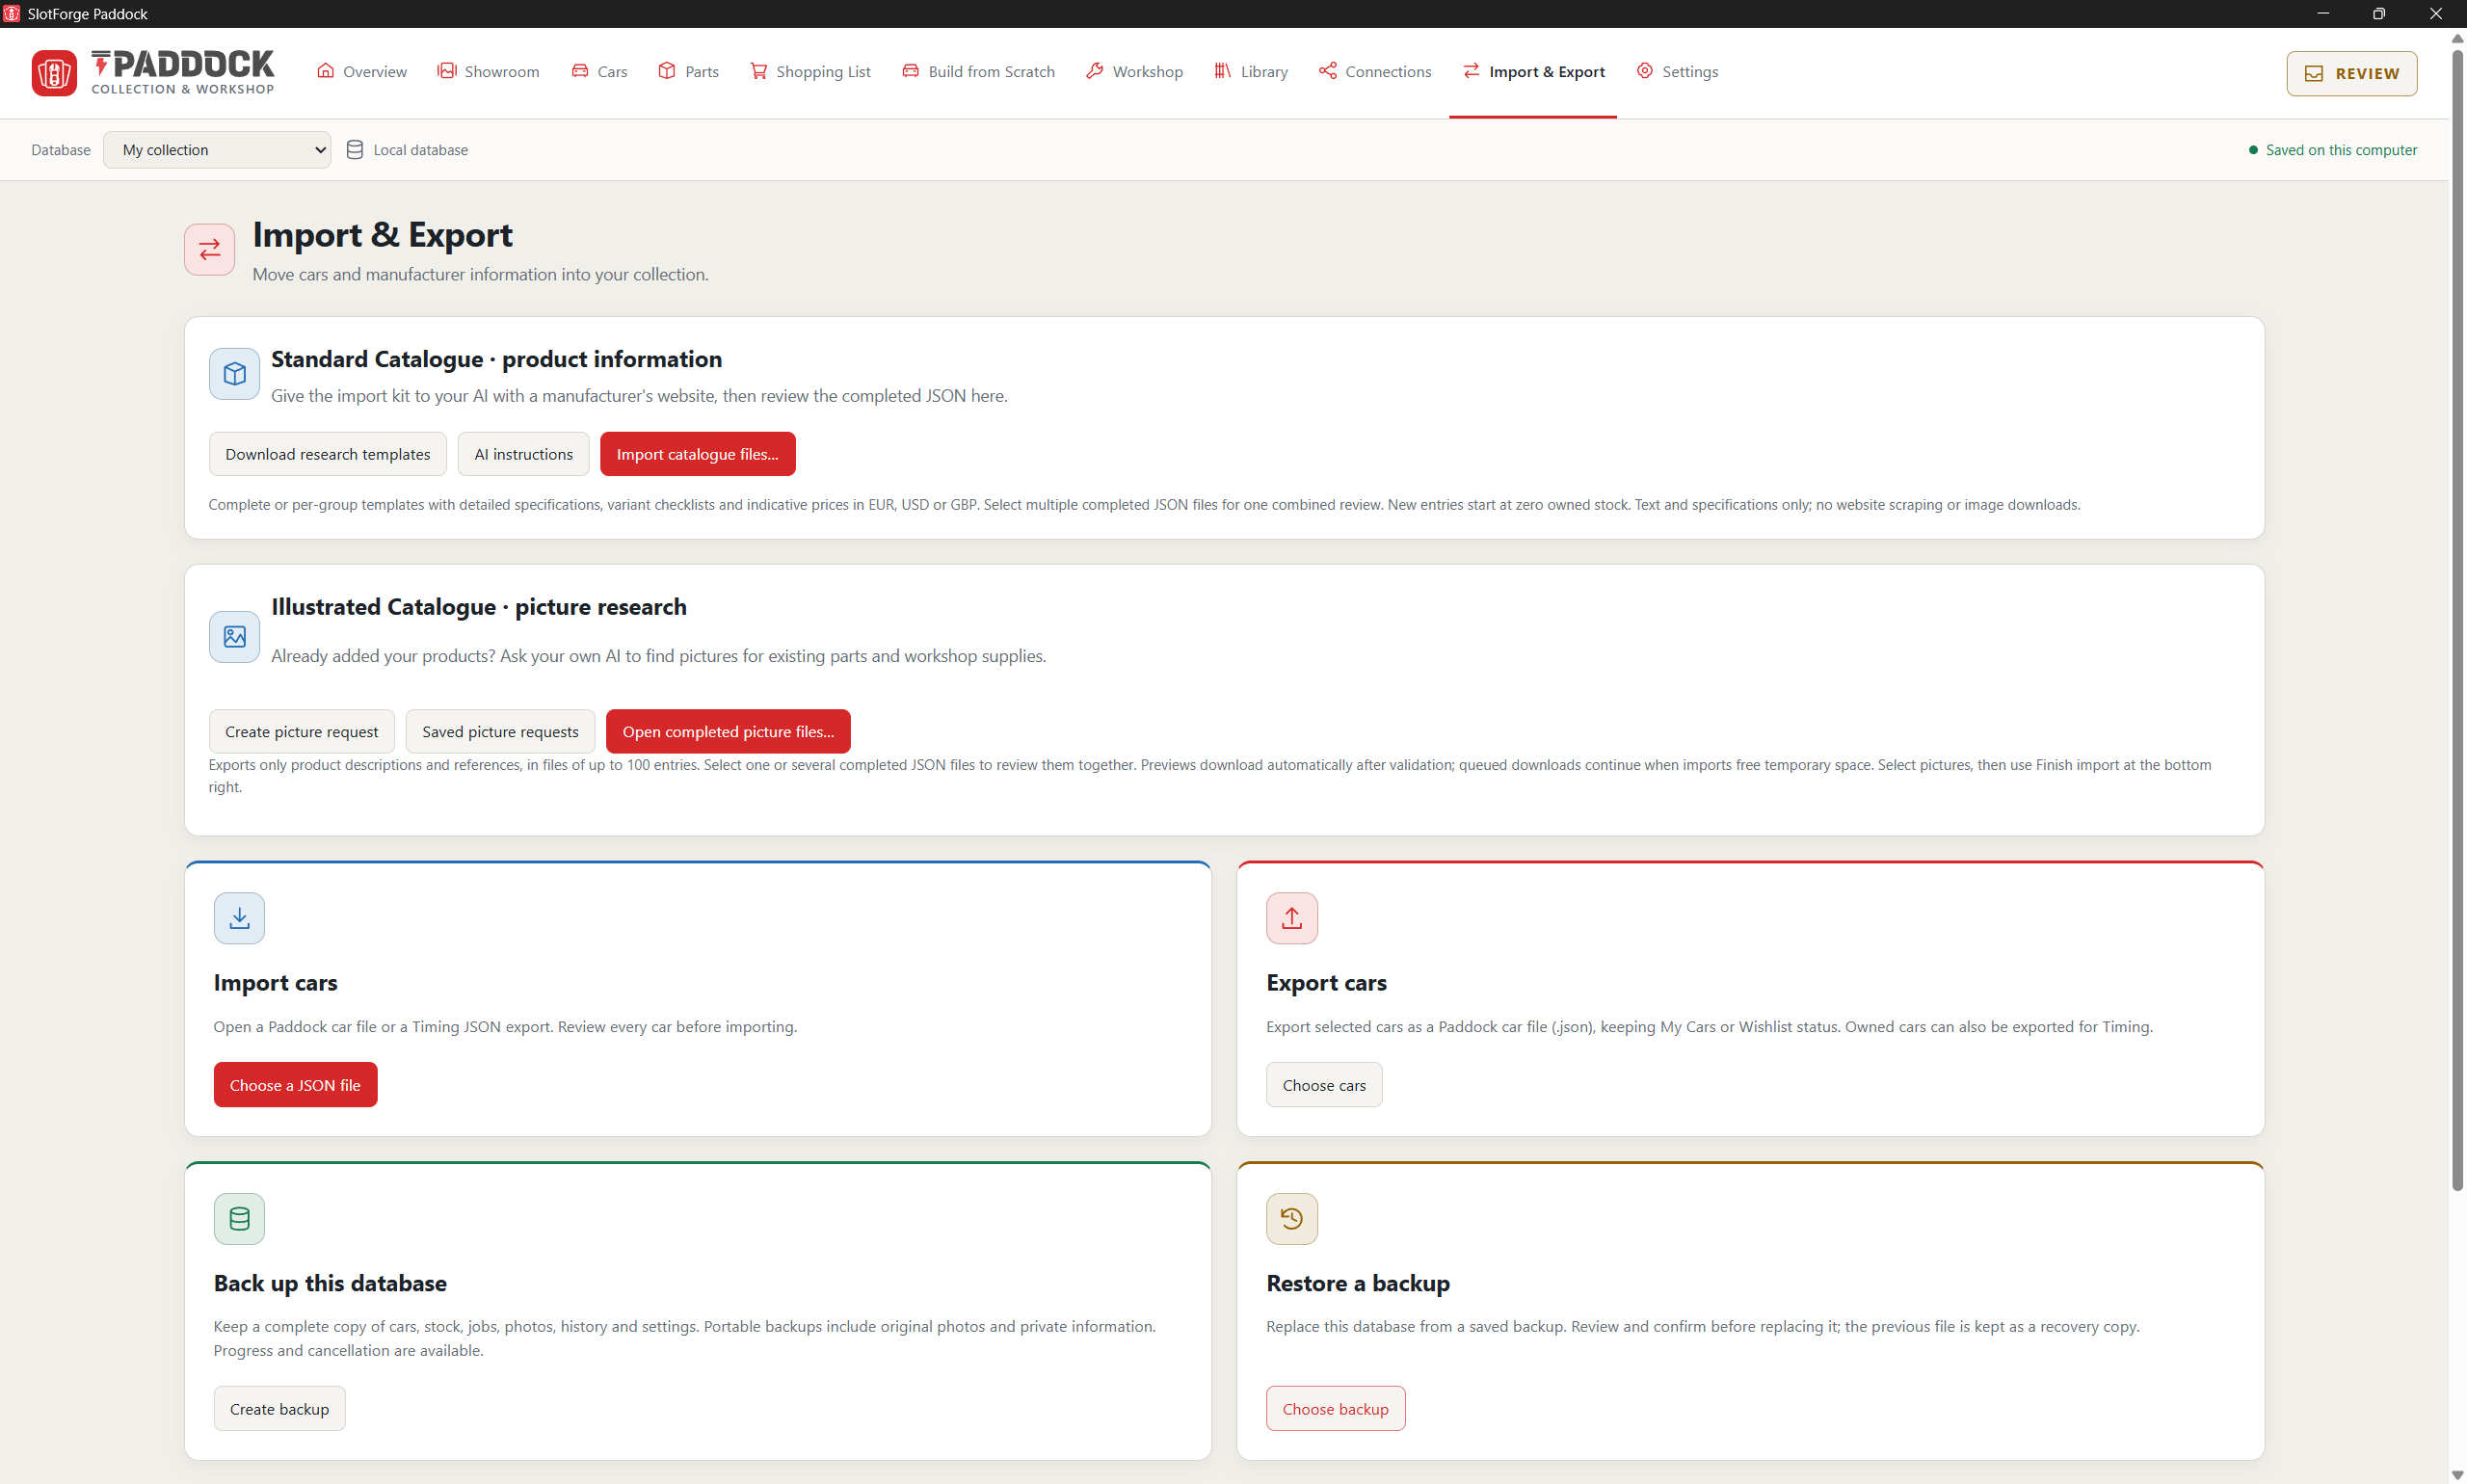 SlotForge Paddock
PADDOCK
COLLECTION & WORKSHOP
Overview
Showroom
Cars
Parts
Shopping List
Build from Scratch
Workshop
Library
Connections
Import & Export
Settings
REVIEW
Database
My collection
Local database
Saved on this computer
Import & Export
Move cars and manufacturer information into your collection.
Standard Catalogue · product information
Give the import kit to your AI with a manufacturer's website, then review the completed JSON here.
Download research templates
AI instructions
Import catalogue files...
Complete or per-group templates with detailed specifications, variant checklists and indicative prices in EUR, USD or GBP. Select multiple completed JSON files for one combined review. New entries start at zero owned stock. Text and specifications only; no website scraping or image downloads.
Illustrated Catalogue · picture research
Already added your products? Ask your own AI to find pictures for existing parts and workshop supplies.
Create picture request
Saved picture requests
Open completed picture files...
Exports only product descriptions and references, in files of up to 100 entries. Select one or several completed JSON files to review them together. Previews download automatically after validation; queued downloads continue when imports free temporary space. Select pictures, then use Finish import at the bottom
right.
Import cars
Open a Paddock car file or a Timing JSON export. Review every car before importing.
Choose a JSON file
Export cars
Export selected cars as a Paddock car file (.json), keeping My Cars or Wishlist status. Owned cars can also be exported for Timing.
Choose cars
Back up this database
Keep a complete copy of cars, stock, jobs, photos, history and settings. Portable backups include original photos and private information.
Progress and cancellation are available.
Create backup
Restore a backup
Replace this database from a saved backup. Review and confirm before replacing it; the previous file is kept as a recovery copy.
Choose backup